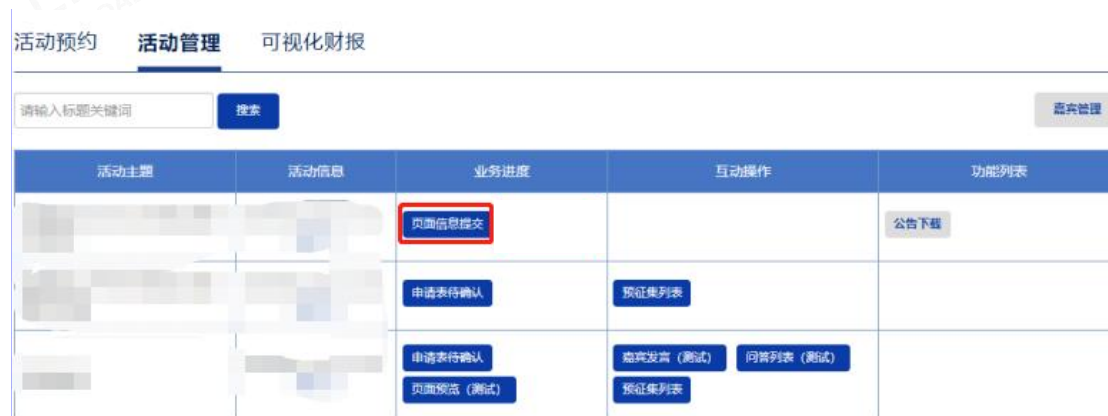 活动预约 活动管理 可视化财报
请输入标题关键词 搜索 嘉宾管理
活动主题 活动信息 业务进度 互动操作 功能列表
页面信息提交 公告下载
申请表待确认 预征集列表
申请表待确认 嘉宾发言（测试） 问答列表（测试）
页面预览（测试） 预征集列表